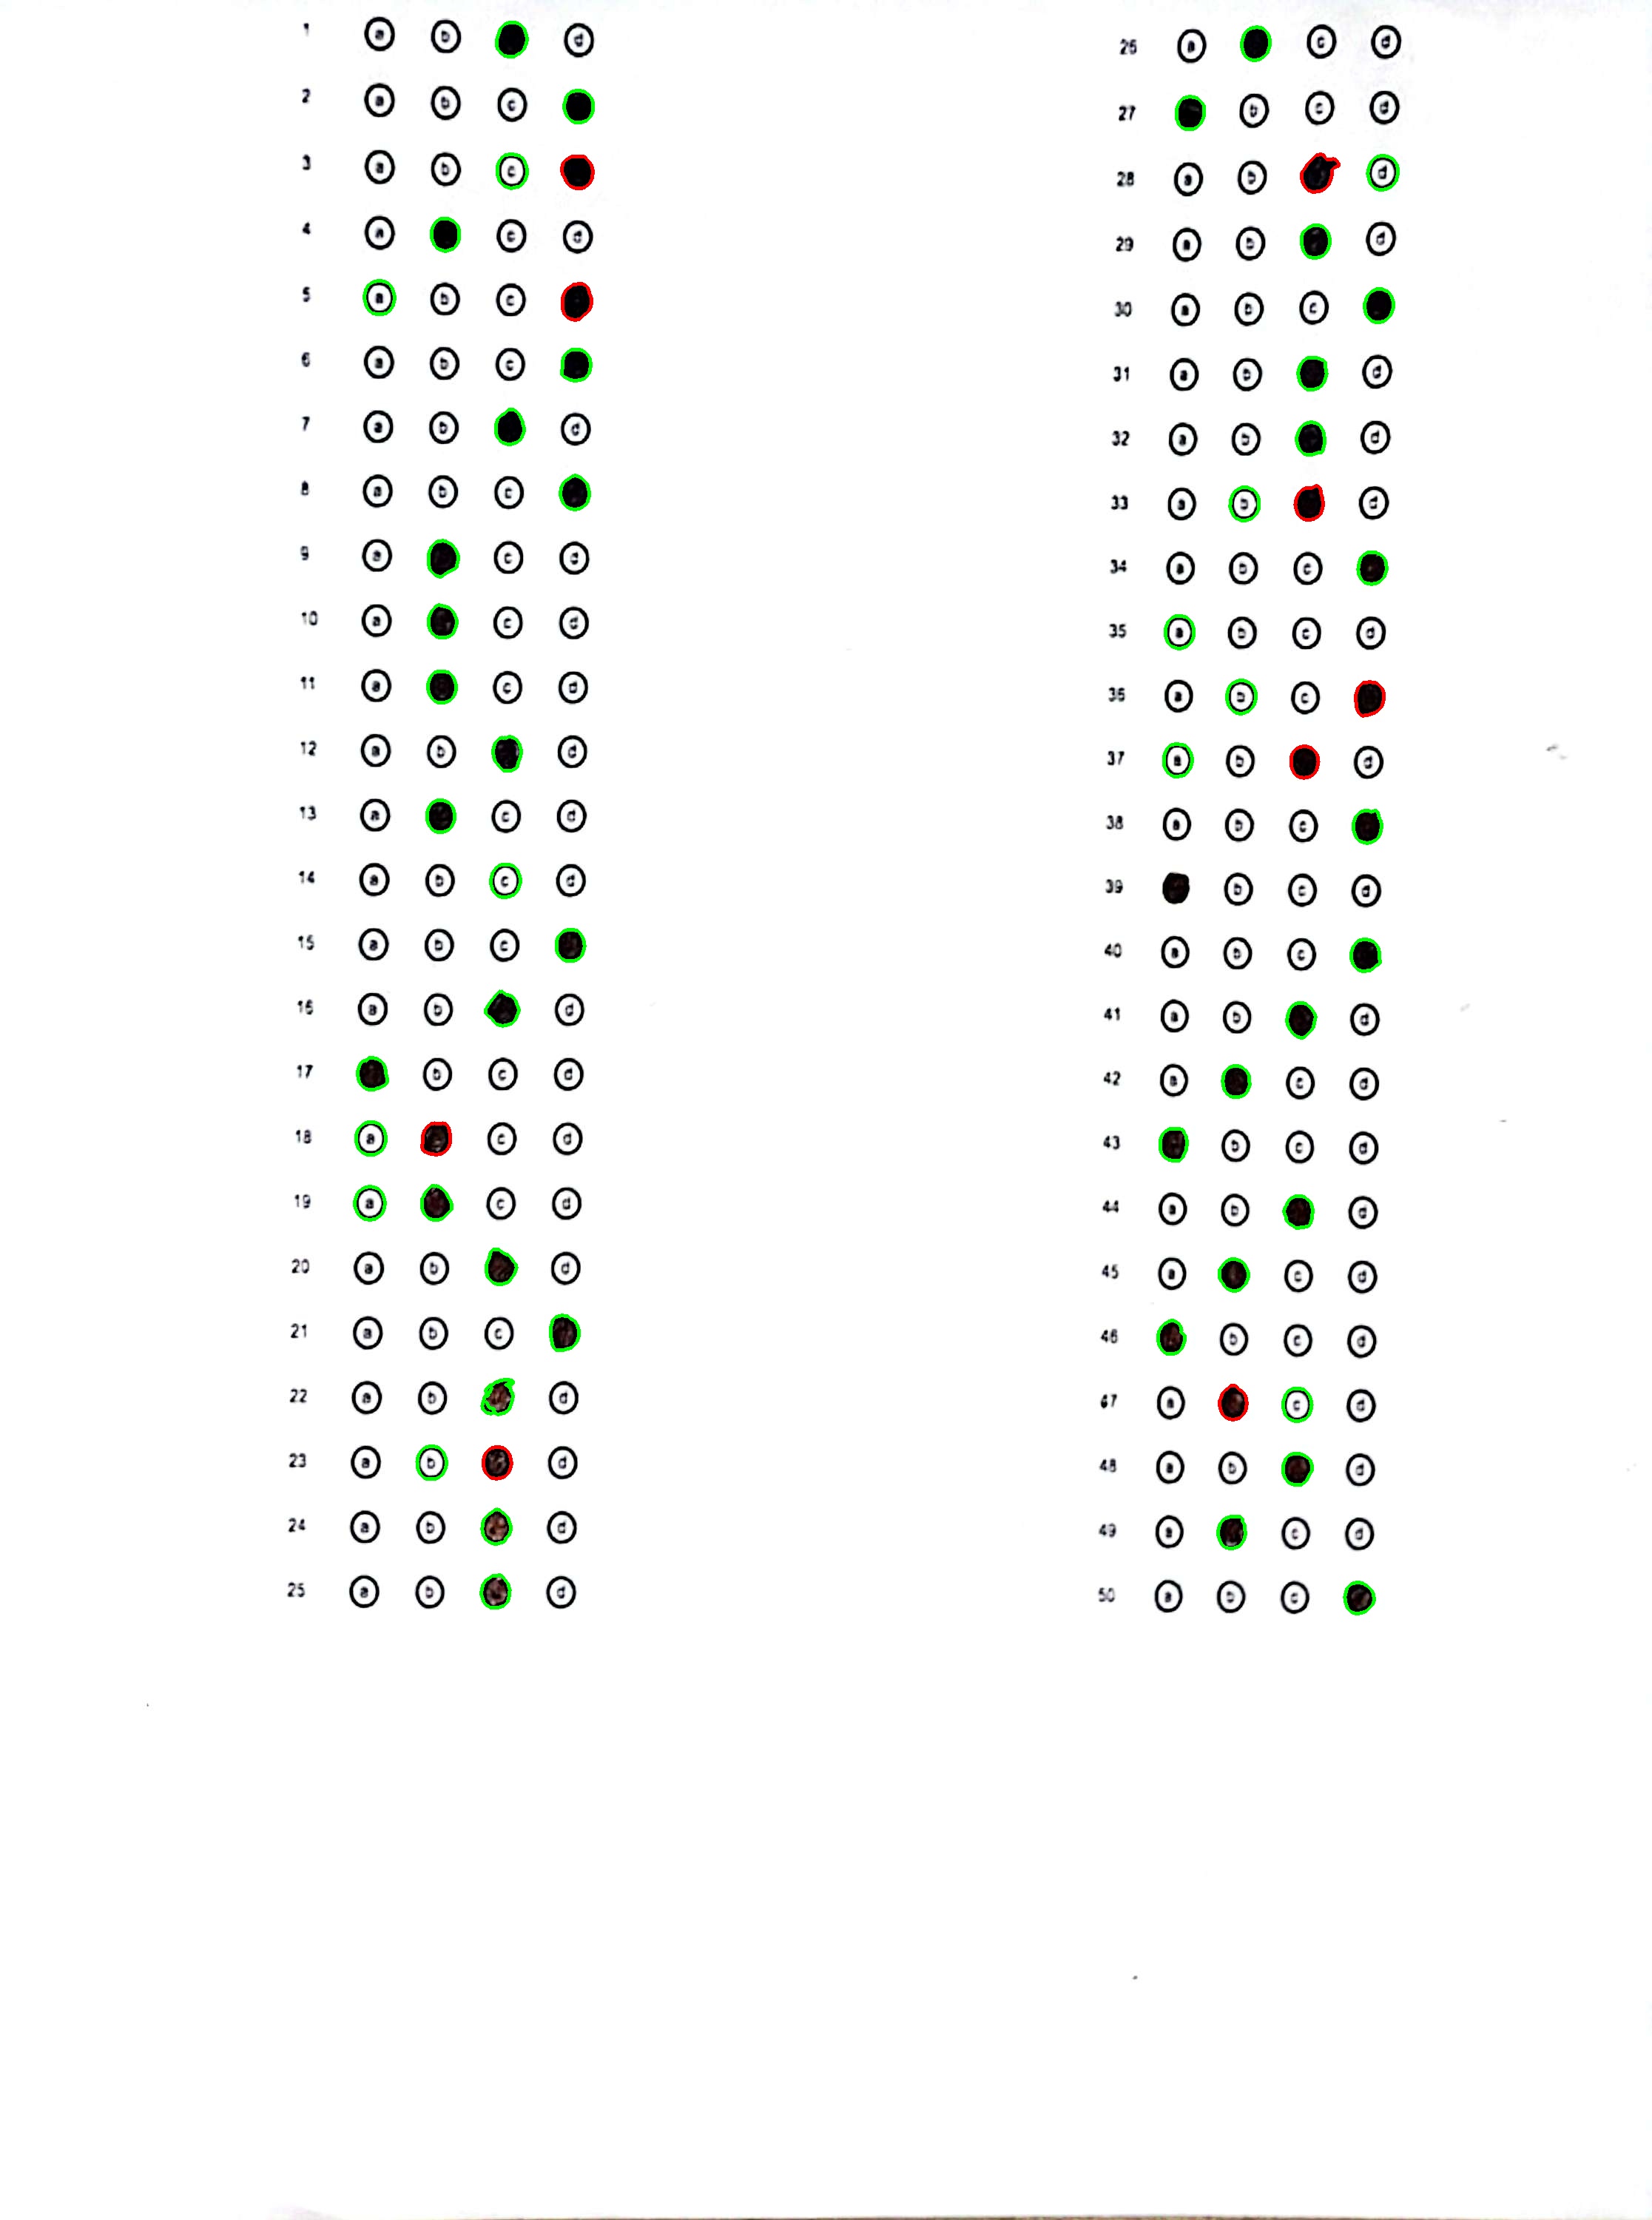 1 a b d
2 a b c
3 a b c
4 a c d
5 a b c
6 a b c
7 a b d
8 a b c
9 a c d
10 a c d
11 a c d
12 a b d
13 a c d
14 a b c d
15 a b c
16 a b d
17 b c d
18 a c d
19 a c d
20 a b d
21 a b c
22 a b d
23 a b d
24 a b d
25 a b d
26 a c d
27 b c d
28 a b d
29 a b d
30 a b c
31 a b d
32 a b d
33 a b d
34 a b c
35 a b c d
36 a b c
37 a b d
38 a b c
39 b c d
40 a b c
41 a b d
42 a c d
43 b c d
44 a b d
45 a c d
46 b c d
47 a c d
48 a b d
49 a c d
50 a b c